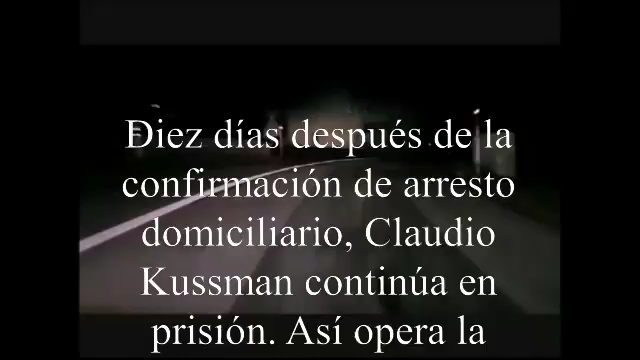 Diez días después de la
confirmación de arresto
domiciliario, Claudio
Kussman continúa en
prisión. Así opera la